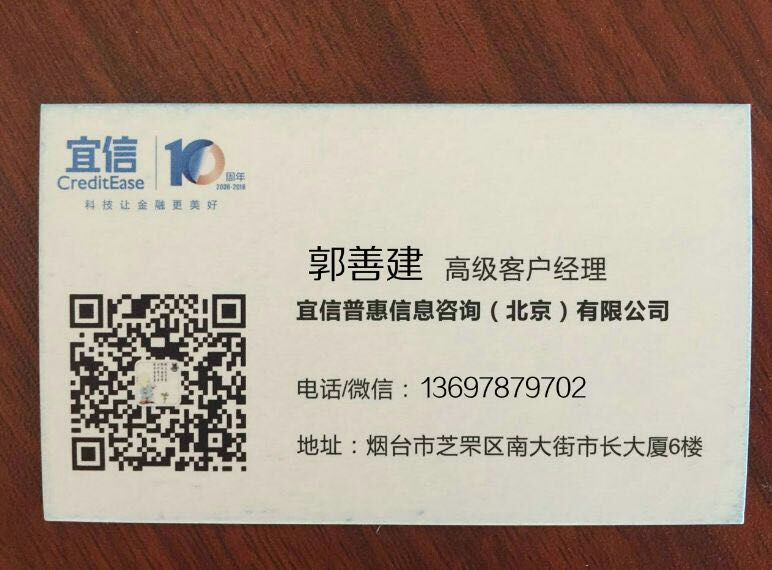 宜信
CreditEase
10
周年
2006-2016
科技让金融更美好
郭善建 高级客户经理
宜信普惠信息咨询（北京）有限公司
电话/微信：13697879702
地址：烟台市芝罘区南大街市长大厦6楼